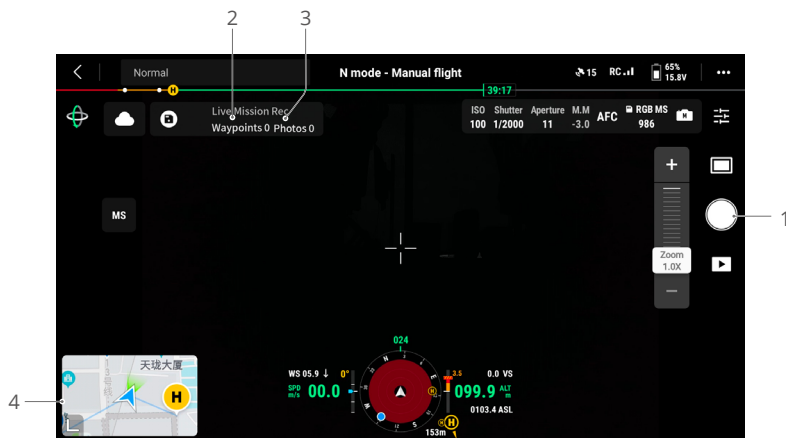 2
3
Normal
N mode - Manual flight
15
RC
65%
15.8V
H
39:17
Live Mission Rec
Waypoints 0 Photos 0
ISO Shutter Aperture M.M AFC RGB MS
100 1/2000 11 -3.0 986
M
MS
1
Zoom
1.0X
天珑大厦
H
4
024
WS 05.9 ↓ 0°
SPD
m/s
00.0
N
E
S
W
3.5
0.0 VS
099.9 ALT
m
0103.4 ASL
H
153m